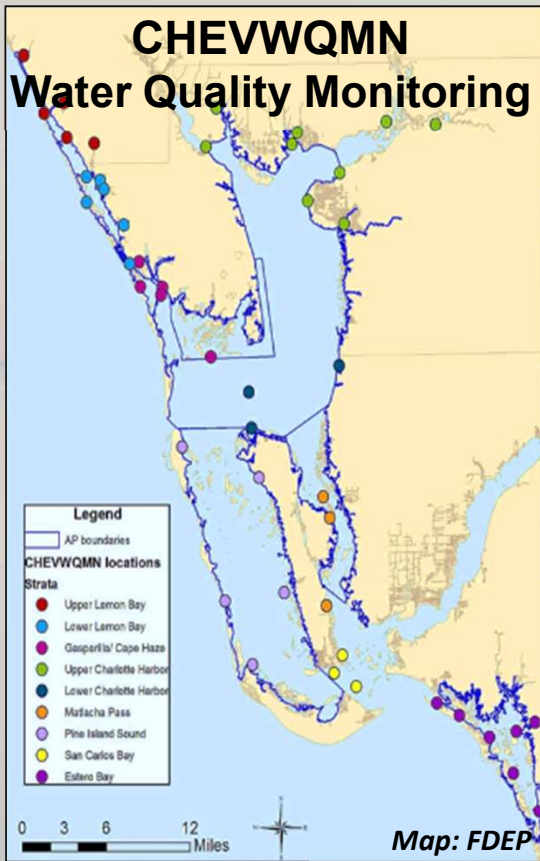 CHEVWQMN
Water Quality Monitoring
Legend
AP boundaries
CHEVWQMN locations
Strata
Upper Lemon Bay
Lower Lemon Bay
Gasparilla/ Cape Haze
Upper Charlotte Harbor
Lower Charlotte Harbor
Matlacha Pass
Pine Island Sound
San Carlos Bay
Estero Bay
0 3 6 12
Miles
Map: FDEP